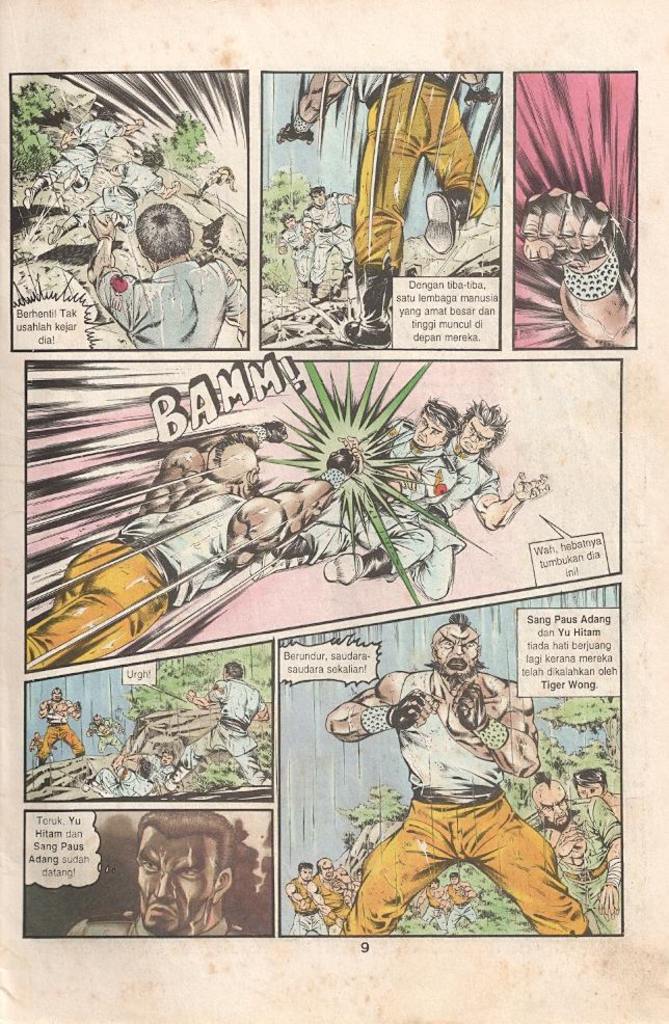 Berhenti! Tak
usahlah kejar
dia!
Dengan tiba-tiba,
satu lembaga manusia
yang amat besar dan
tinggi muncul di
depan mereka.
BAMM!
Wah, hebatnya
tumbukan dia
ini!
Urgh!
Berundur, saudara-
saudara sekalian!
Sang Paus Adang
dan Yu Hitam
tiada hati berjuang
lagi kerana mereka
telah dikalahkan oleh
Tiger Wong.
Toruk, Yu
Hitam dan
Sang Paus
Adang sudah
datang!
9